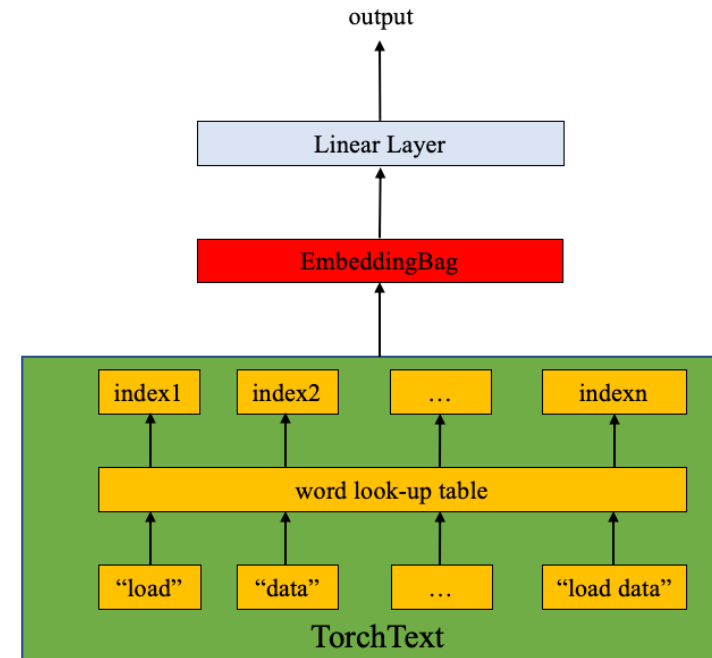 output
Linear Layer
EmbeddingBag
index1 index2 … indexn
word look-up table
“load” “data” … “load data”
TorchText